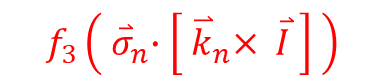 f₃ ( σ⃗ₙ· [ k⃗ₙ× I⃗ ] )